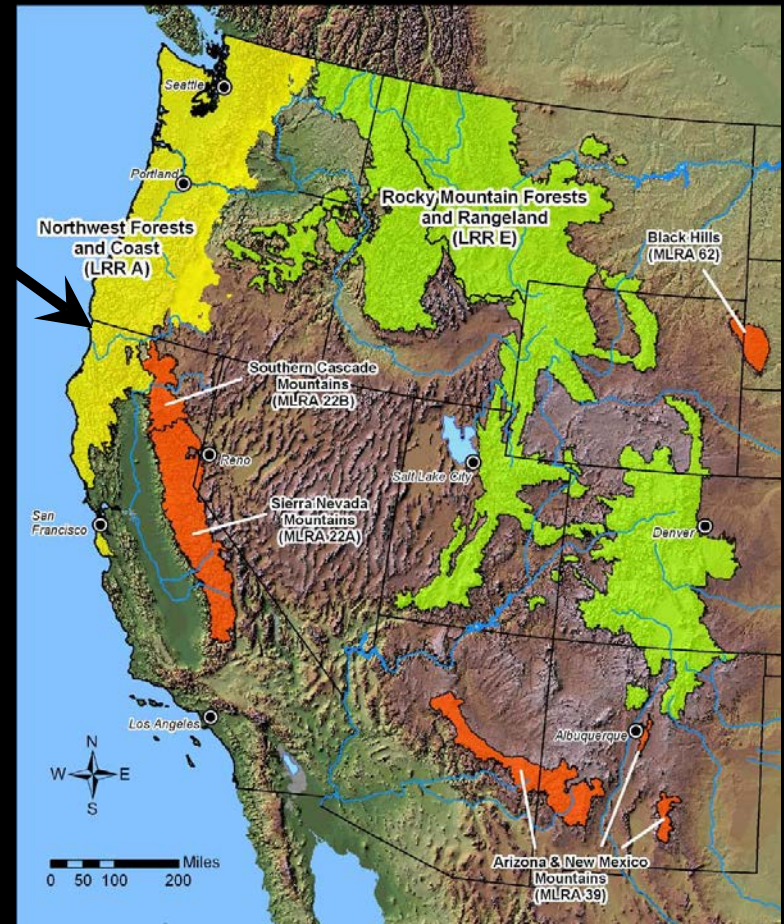 Seattle
Portland
Northwest Forests
and Coast
(LRR A)
Rocky Mountain Forests
and Rangeland
(LRR E)
Black Hills
(MLRA 62)
Southern Cascade
Mountains
(MLRA 22B)
Reno
Salt Lake City
Sierra Nevada
Mountains
(MLRA 22A)
San
Francisco
Denver
Los Angeles
Albuquerque
N
W E
S
Miles
0 50 100 200
Arizona & New Mexico
Mountains
(MLRA 39)